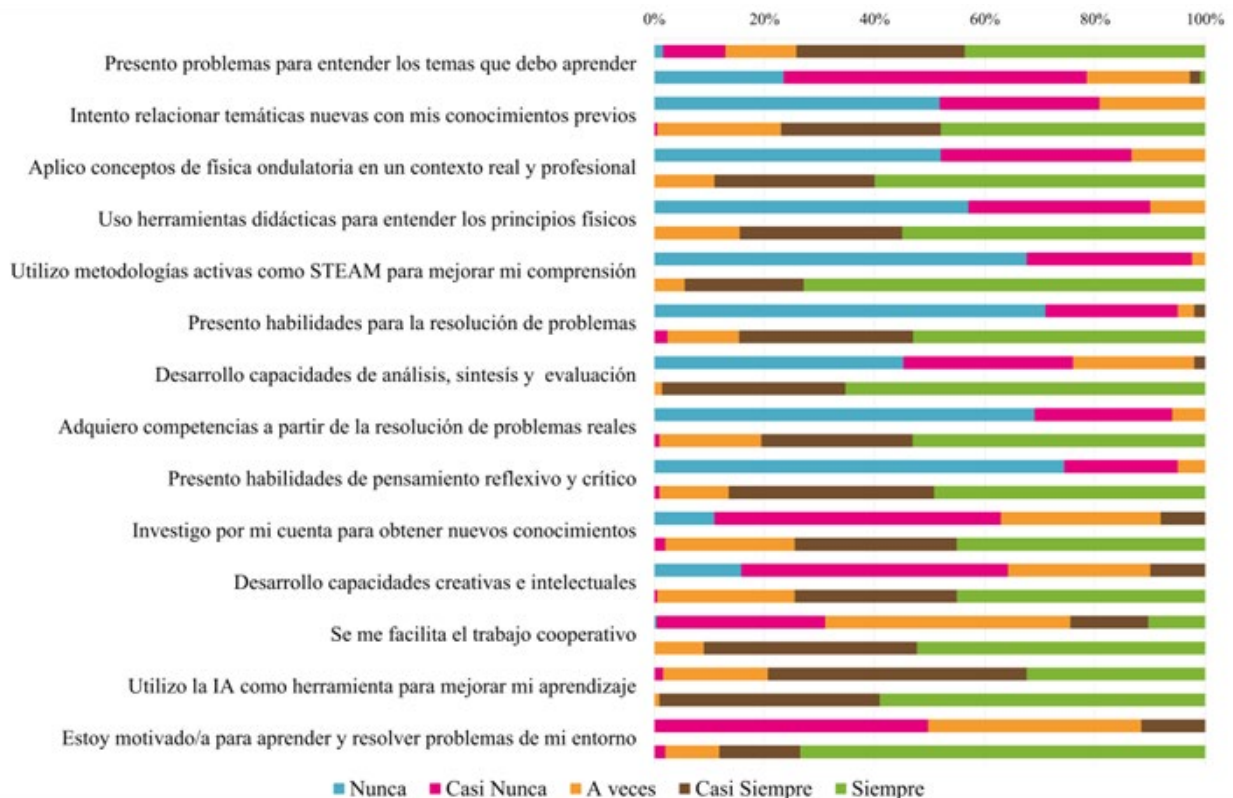 0% 20% 40% 60% 80% 100%
Presento problemas para entender los temas que debo aprender
Intento relacionar temáticas nuevas con mis conocimientos previos
Aplico conceptos de física ondulatoria en un contexto real y profesional
Uso herramientas didácticas para entender los principios físicos
Utilizo metodologías activas como STEAM para mejorar mi comprensión
Presento habilidades para la resolución de problemas
Desarrollo capacidades de análisis, sintesis y evaluación
Adquiero competencias a partir de la resolución de problemas reales
Presento habilidades de pensamiento reflexivo y crítico
Investigo por mi cuenta para obtener nuevos conocimientos
Desarrollo capacidades creativas e intelectuales
Se me facilita el trabajo cooperativo
Utilizo la IA como herramienta para mejorar mi aprendizaje
Estoy motivado/a para aprender y resolver problemas de mi entorno
Nunca Casi Nunca A veces Casi Siempre Siempre